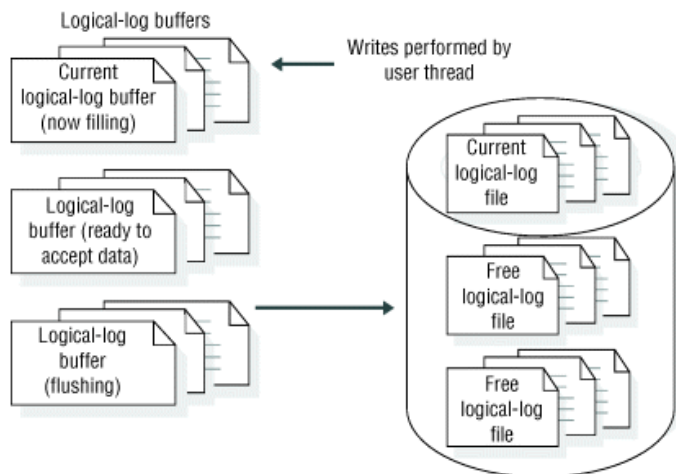 Logical-log buffers
Current
logical-log buffer
(now filling)
Writes performed by
user thread
Current
logical-log
file
Logical-log
buffer (ready to
accept data)
Free
logical-log
file
Logical-log
buffer
(flushing)
Free
logical-log
file